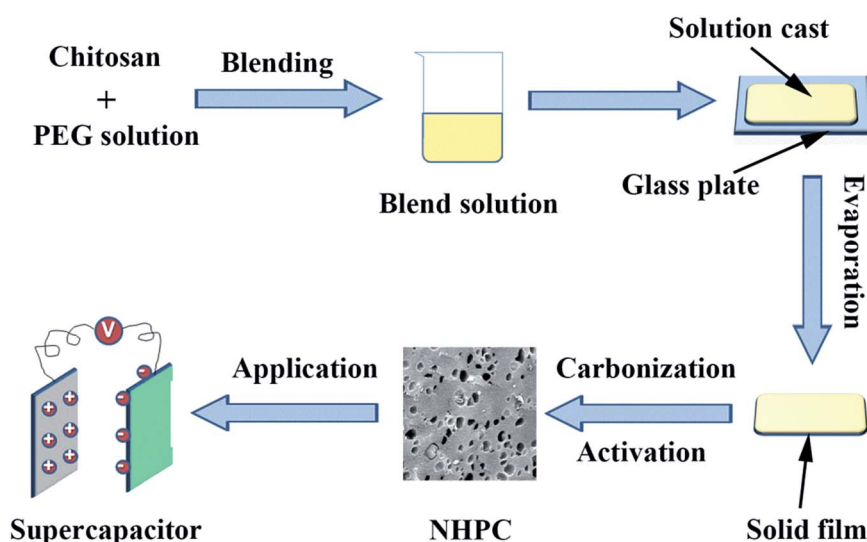 Chitosan
+
PEG solution
Blending
Blend solution
Solution cast
Glass plate
Evaporation
Solid film
Carbonization
Activation
NHPC
Application
V
+ + + + + +
- - - -
Supercapacitor